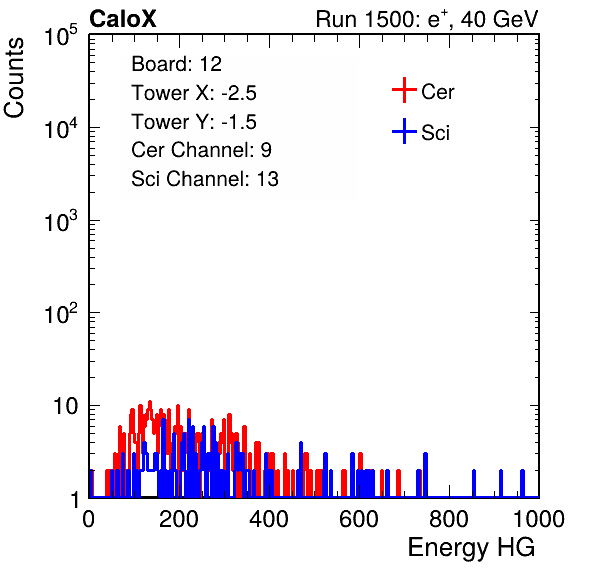 CaloX Run 1500: e⁺, 40 GeV
Counts
10⁵
10⁴
10³
10²
10
1
Board: 12
Tower X: -2.5
Tower Y: -1.5
Cer Channel: 9
Sci Channel: 13
Cer
Sci
0 200 400 600 800 1000
Energy HG